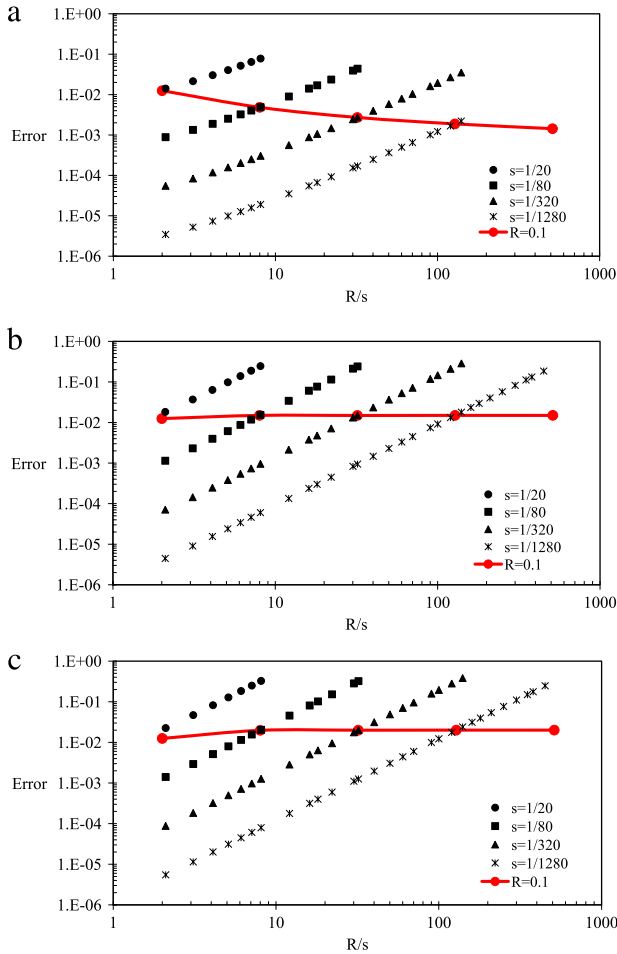 a
1.E+00
1.E-01
1.E-02
Error
1.E-03
1.E-04
1.E-05
1.E-06
s=1/20
s=1/80
s=1/320
s=1/1280
R=0.1
1 10 100 1000
R/s
b
1.E+00
1.E-01
1.E-02
Error
1.E-03
1.E-04
1.E-05
1.E-06
s=1/20
s=1/80
s=1/320
s=1/1280
R=0.1
1 10 100 1000
R/s
c
1.E+00
1.E-01
1.E-02
Error
1.E-03
1.E-04
1.E-05
1.E-06
s=1/20
s=1/80
s=1/320
s=1/1280
R=0.1
1 10 100 1000
R/s